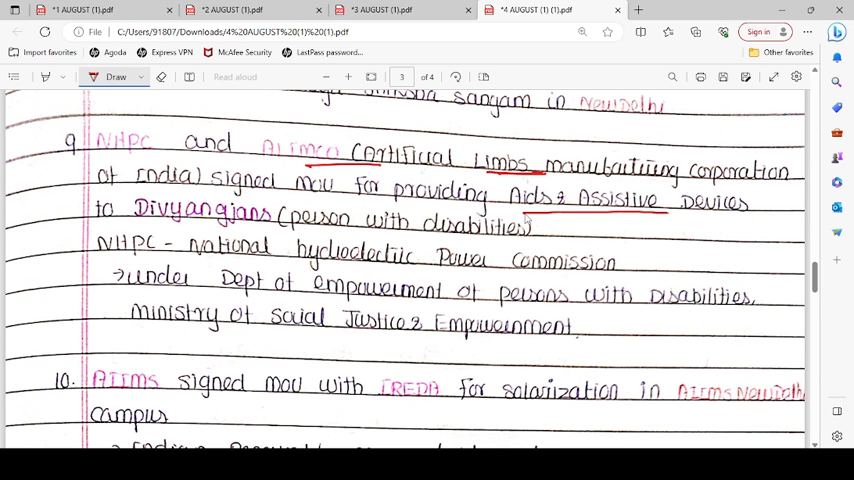 *1 AUGUST (1) (1).pdf
*2 AUGUST (1).pdf
*3 AUGUST (1).pdf
*4 AUGUST (1) (1).pdf
File C:/Users/91807/Downloads/4%20AUGUST%20(1)%20(1).pdf
Sign in
Import favorites Agoda Express VPN McAfee Security LastPass password... Other favorites
Draw Read aloud 3 of 4
sangam in New Delhi
9 NHPC and ALIMCO (Artificial Limbs manufacturing corporation
of India) signed mou for providing Aids & Assistive Devices
to Divyangjans (person with disabilities)
NHPC - National hydroelectric Power Commission
→ under Dept of empowerment of persons with Disabilities,
ministry of Social Justice & Empowerment.
10. AIIMS signed mou with IREDA for solarization in AIIMS New Delhi
campus